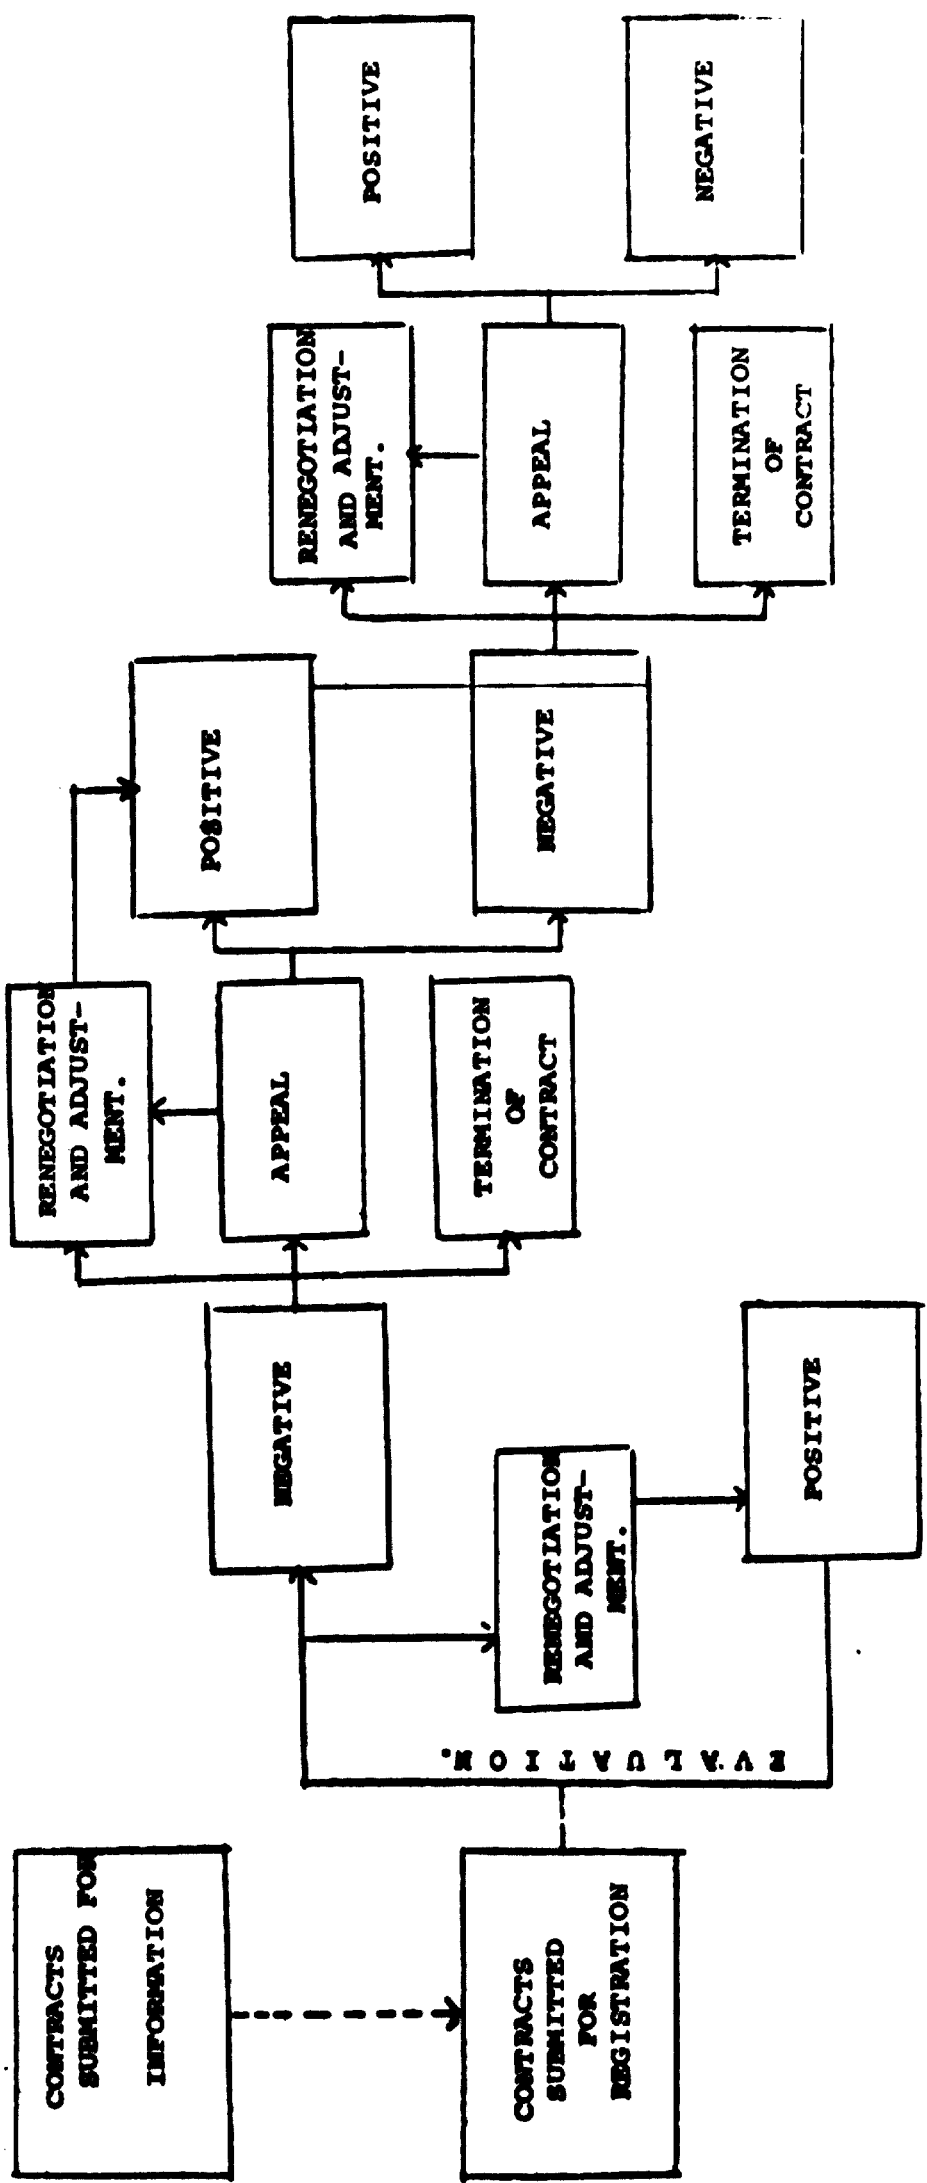 CONTRACTS
SUBMITTED FOR
INFORMATION
CONTRACTS
SUBMITTED
FOR
REGISTRATION
EVALUATION.
NEGATIVE
RENEGOTIATION
AND ADJUST-
MENT.
POSITIVE
RENEGOTIATION
AND ADJUST-
MENT.
APPEAL
TERMINATION
OF
CONTRACT
POSITIVE
NEGATIVE
RENEGOTIATION
AND ADJUST-
MENT.
APPEAL
TERMINATION
OF
CONTRACT
POSITIVE
NEGATIVE